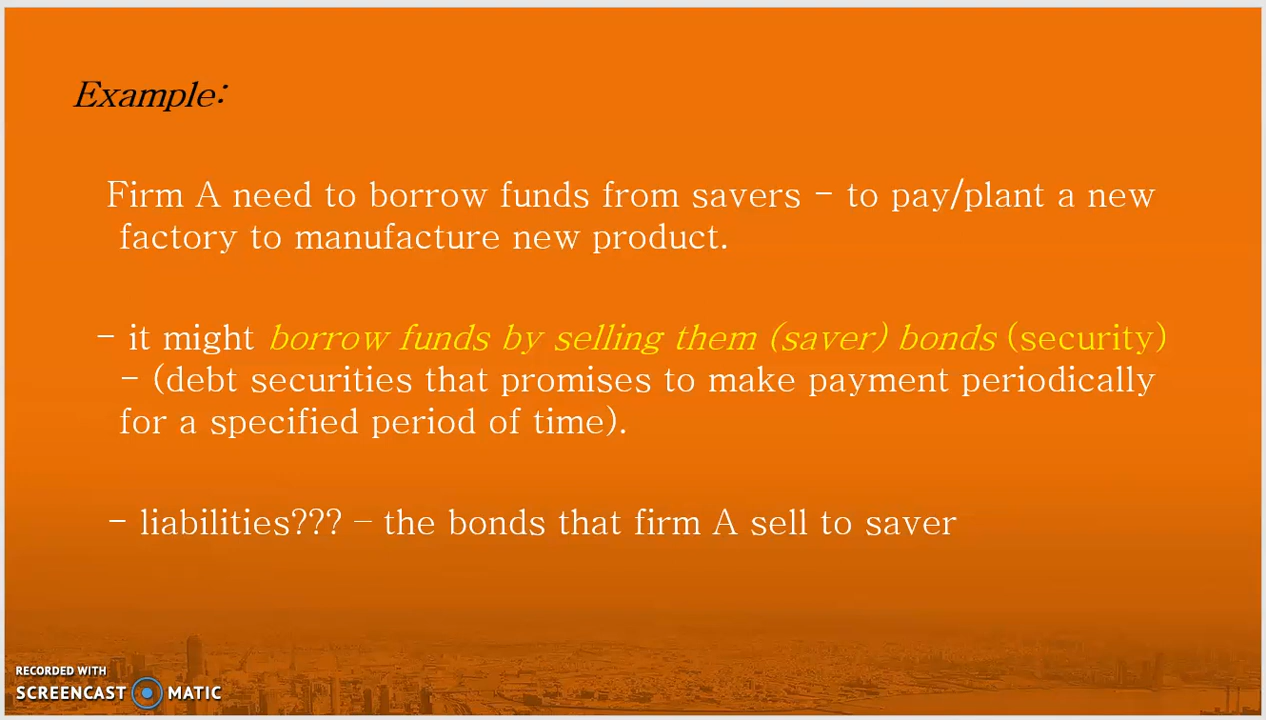 Example:
Firm A need to borrow funds from savers – to pay/plant a new
factory to manufacture new product.
– it might borrow funds by selling them (saver) bonds (security)
– (debt securities that promises to make payment periodically
for a specified period of time).
– liabilities??? – the bonds that firm A sell to saver
RECORDED WITH
SCREENCAST MATIC